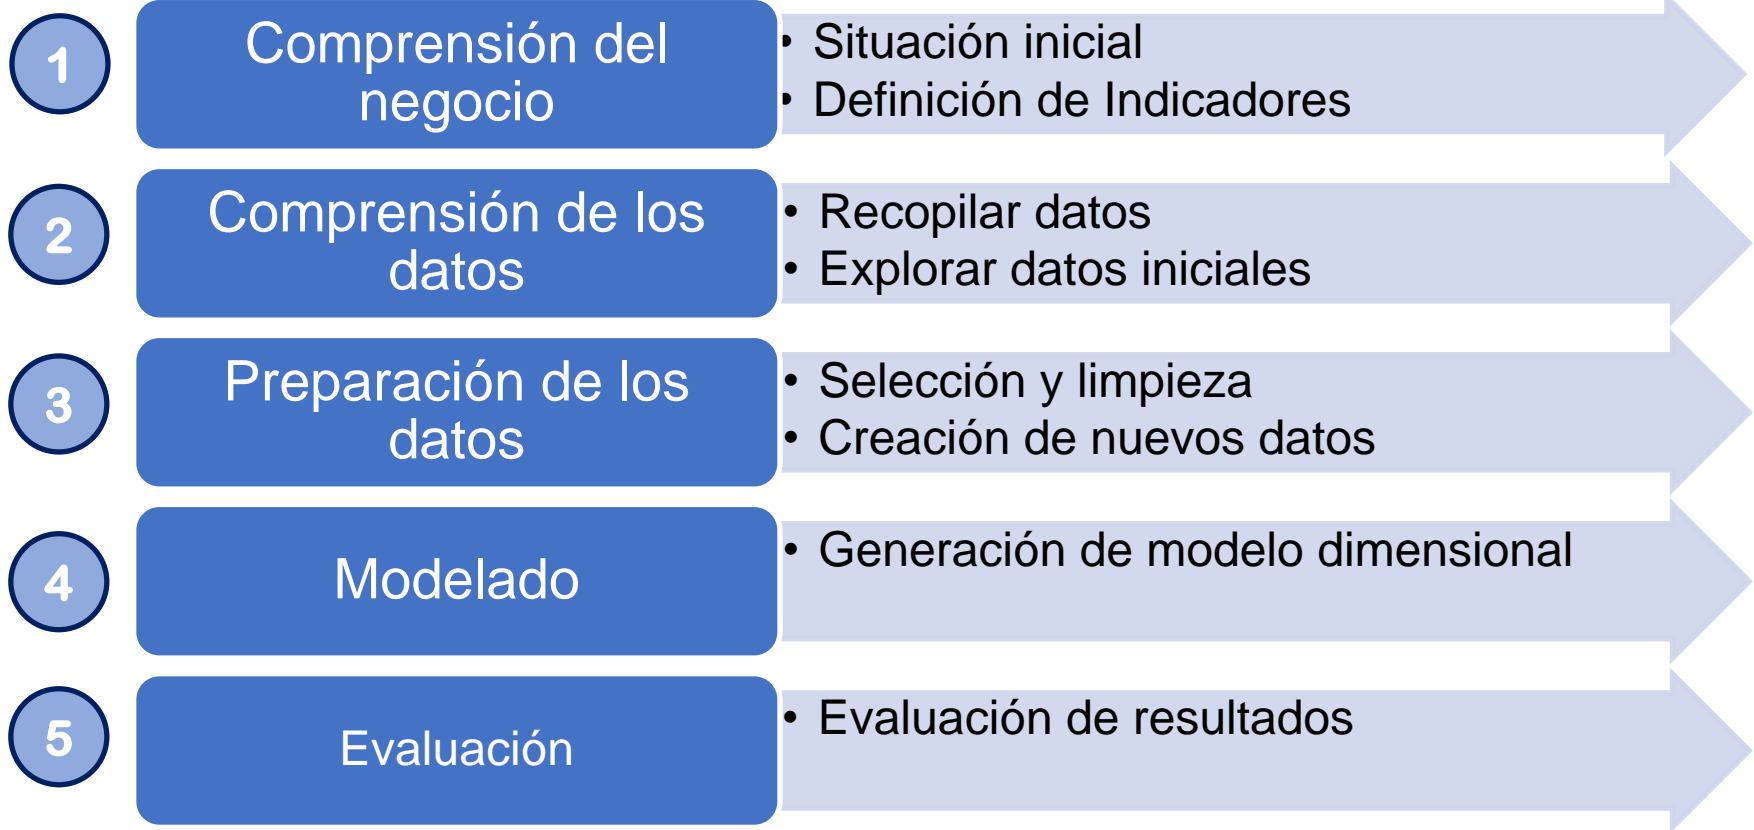 1
Comprensión del
negocio
• Situación inicial
• Definición de Indicadores
2
Comprensión de los
datos
• Recopilar datos
• Explorar datos iniciales
3
Preparación de los
datos
• Selección y limpieza
• Creación de nuevos datos
4
Modelado
• Generación de modelo dimensional
5
Evaluación
• Evaluación de resultados